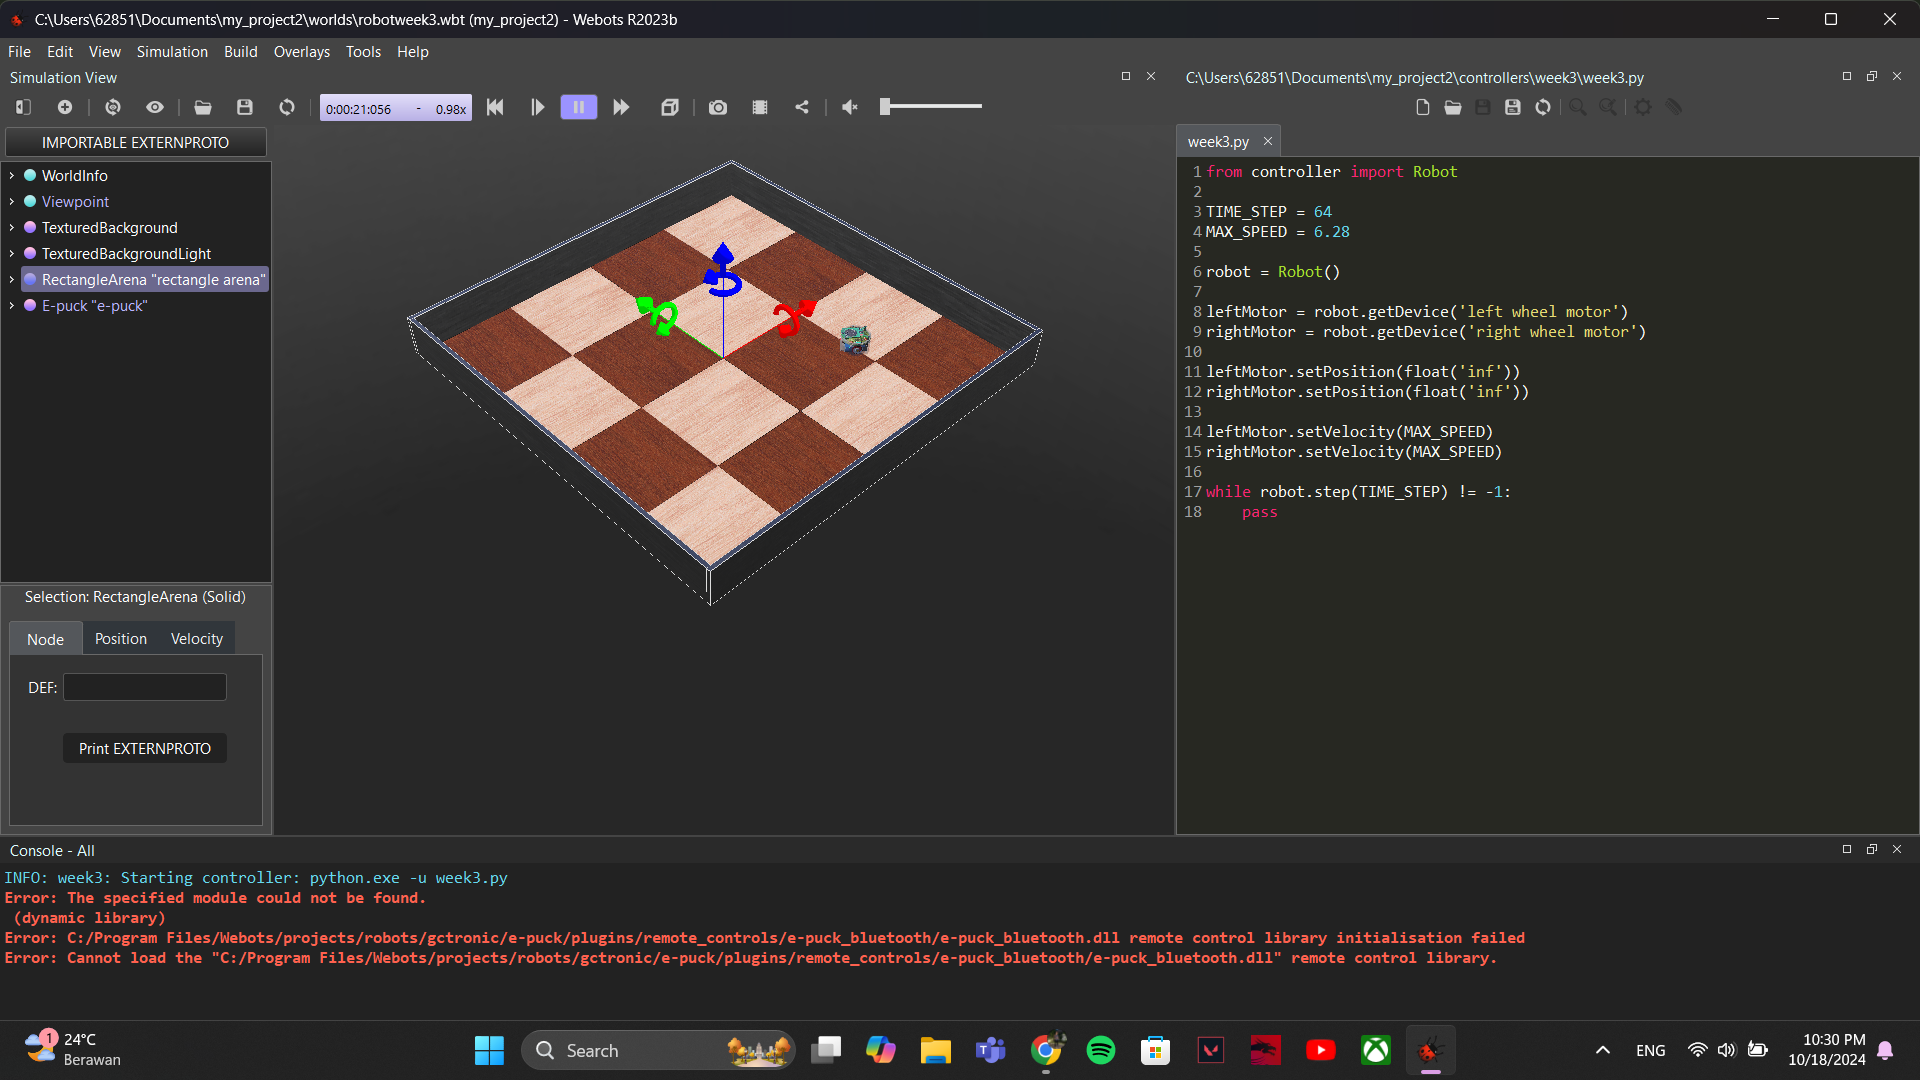 C:\Users\62851\Documents\my_project2\worlds\robotweek3.wbt (my_project2) - Webots R2023b
File Edit View Simulation Build Overlays Tools Help
Simulation View
0:00:21:056 - 0.98x
IMPORTABLE EXTERNPROTO
WorldInfo
Viewpoint
TexturedBackground
TexturedBackgroundLight
RectangleArena "rectangle arena"
E-puck "e-puck"
Selection: RectangleArena (Solid)
Node Position Velocity
DEF:
Print EXTERNPROTO
C:\Users\62851\Documents\my_project2\controllers\week3\week3.py
week3.py
1 from controller import Robot
2
3 TIME_STEP = 64
4 MAX_SPEED = 6.28
5
6 robot = Robot()
7
8 leftMotor = robot.getDevice('left wheel motor')
9 rightMotor = robot.getDevice('right wheel motor')
10
11 leftMotor.setPosition(float('inf'))
12 rightMotor.setPosition(float('inf'))
13
14 leftMotor.setVelocity(MAX_SPEED)
15 rightMotor.setVelocity(MAX_SPEED)
16
17 while robot.step(TIME_STEP) != -1:
18     pass
Console - All
INFO: week3: Starting controller: python.exe -u week3.py
Error: The specified module could not be found.
(dynamic library)
Error: C:/Program Files/Webots/projects/robots/gctronic/e-puck/plugins/remote_controls/e-puck_bluetooth/e-puck_bluetooth.dll remote control library initialisation failed
Error: Cannot load the "C:/Program Files/Webots/projects/robots/gctronic/e-puck/plugins/remote_controls/e-puck_bluetooth/e-puck_bluetooth.dll" remote control library.
1
24°C
Berawan
Search
ENG
10:30 PM
10/18/2024